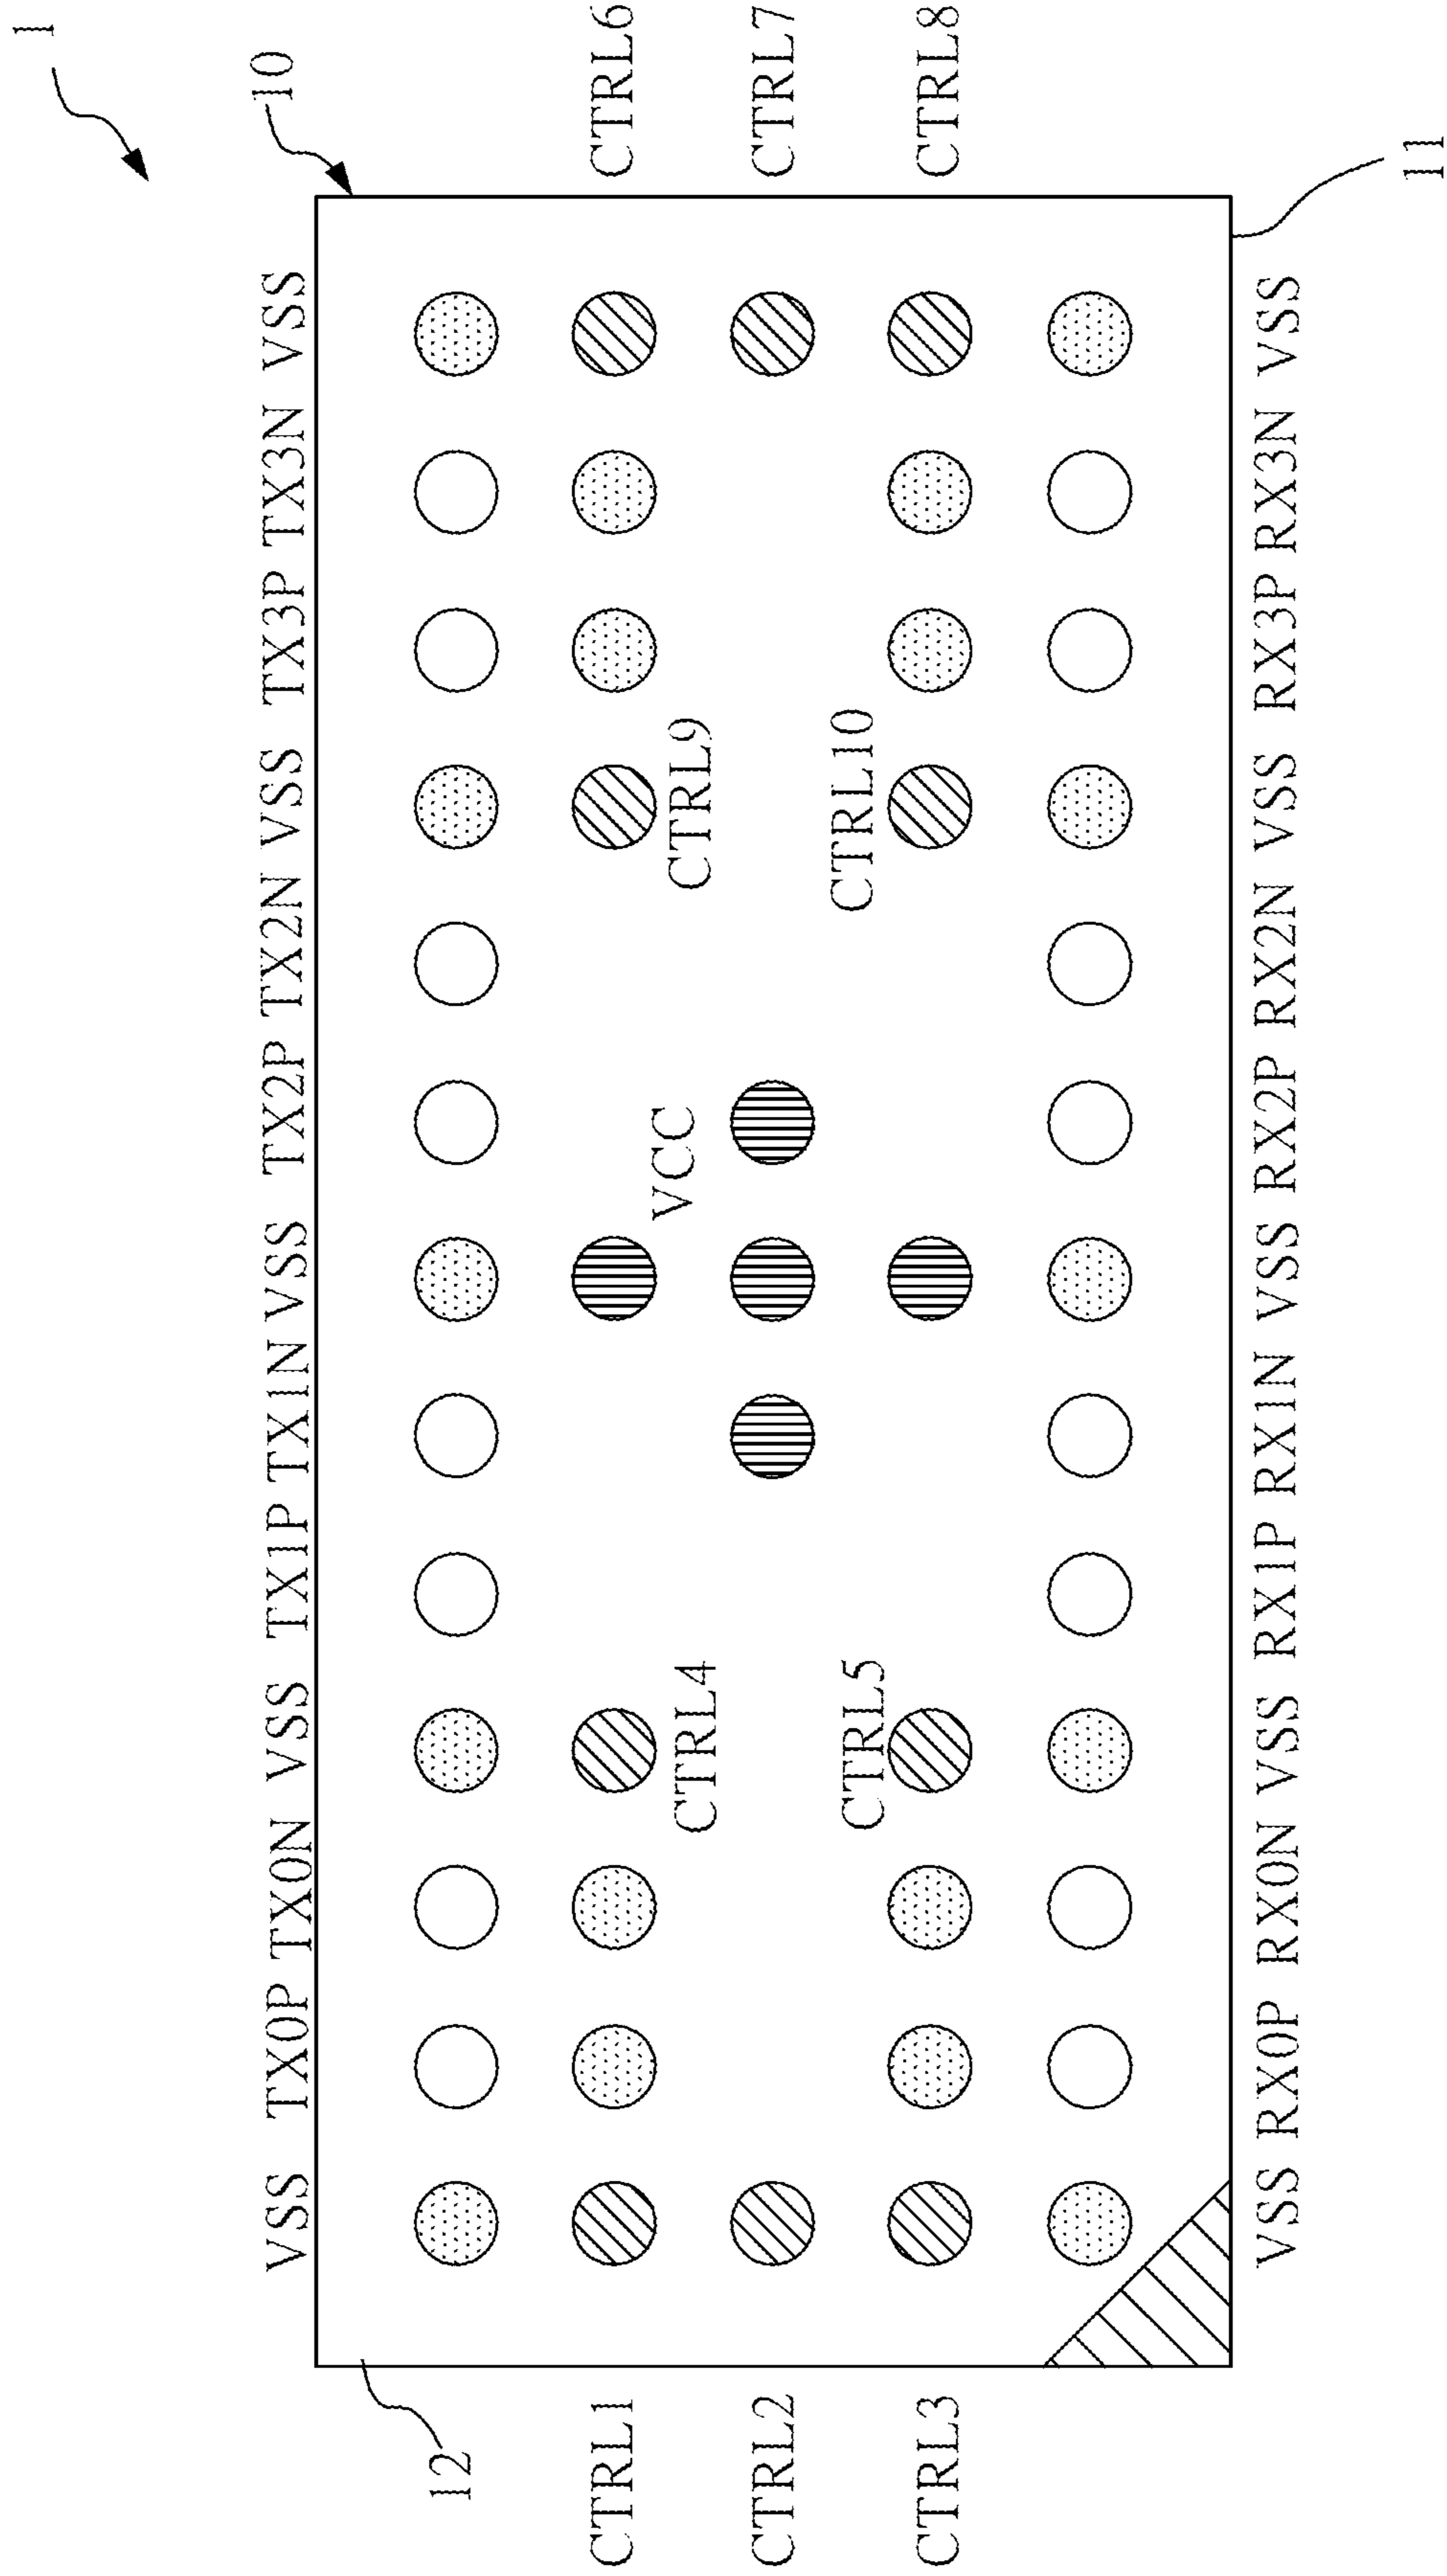 1
10
VSS TX0P TX0N VSS TX1P TX1N VSS TX2P TX2N VSS TX3P TX3N VSS
CTRL1
CTRL6
CTRL4
VCC
CTRL9
CTRL2
CTRL7
CTRL5
CTRL10
CTRL3
CTRL8
VSS RX0P RX0N VSS RX1P RX1N VSS RX2P RX2N VSS RX3P RX3N VSS
12
11